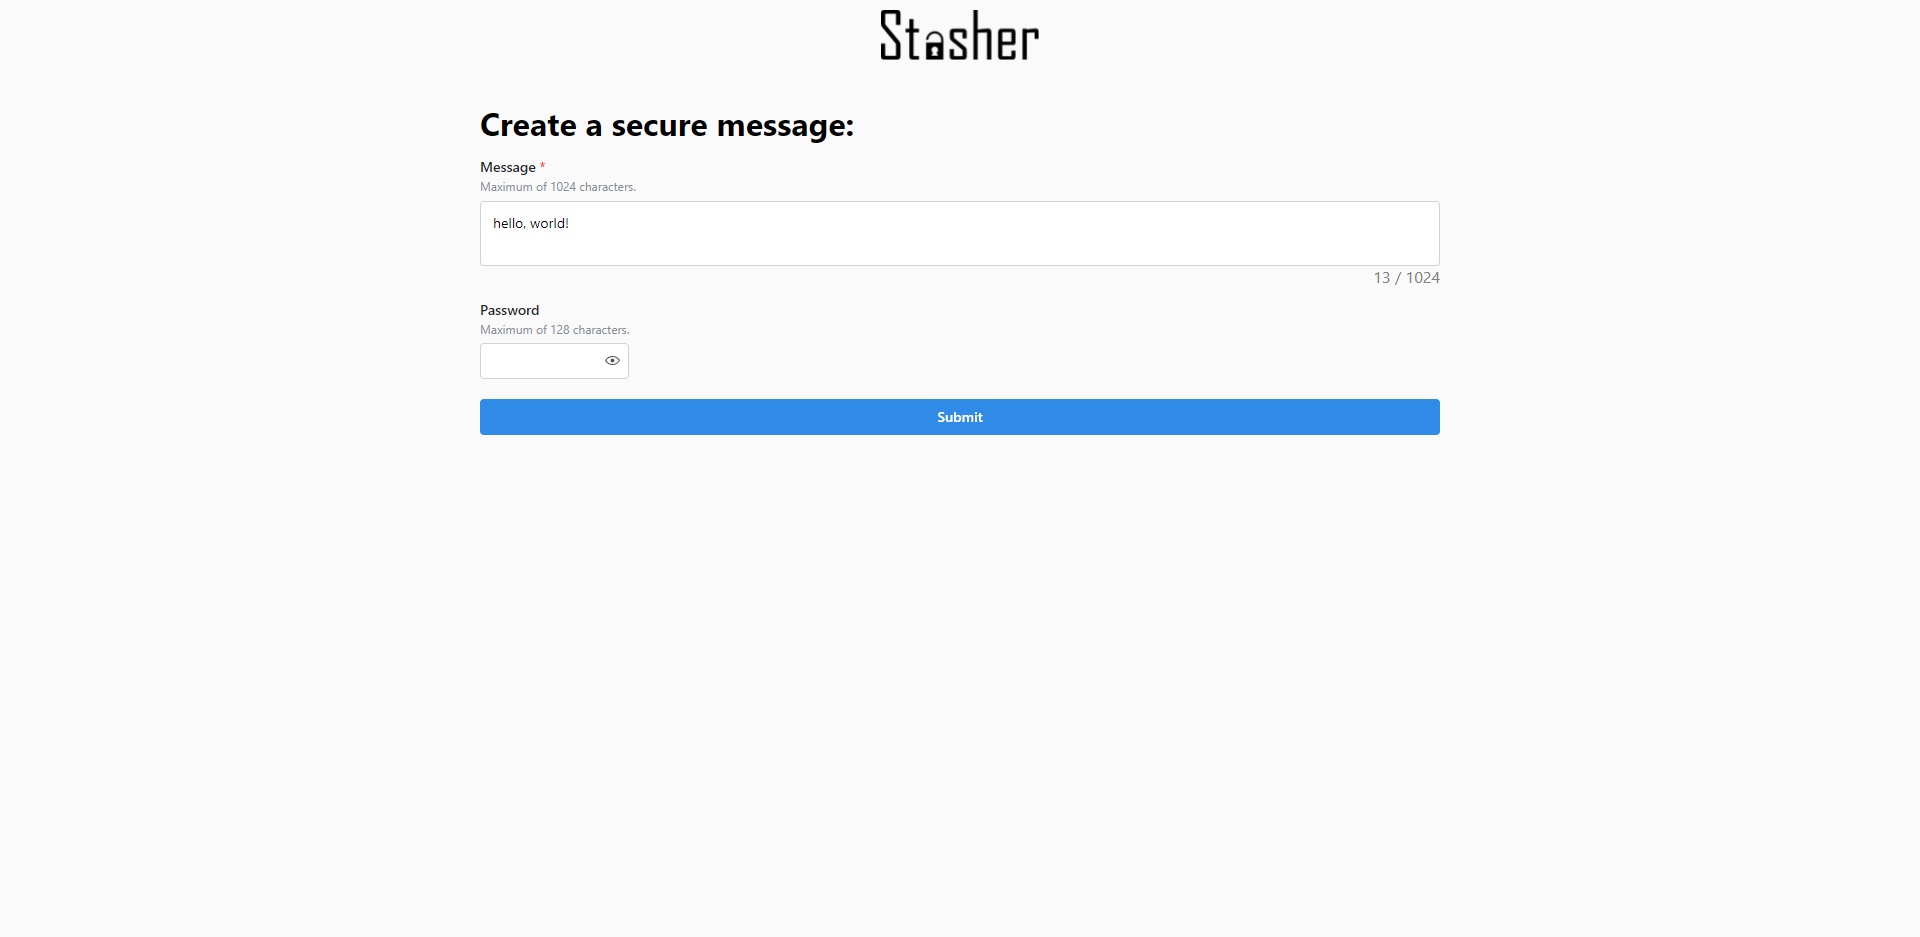 Stasher
Create a secure message:
Message *
Maximum of 1024 characters.
hello, world!
13 / 1024
Password
Maximum of 128 characters.
Submit